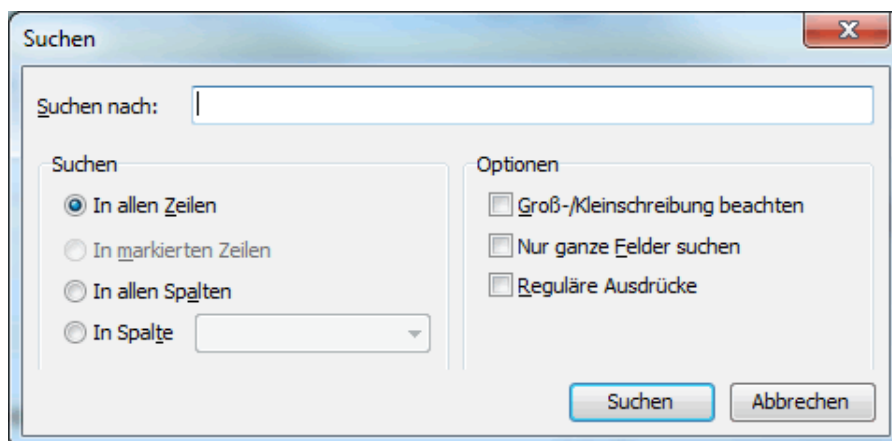 Suchen
Suchen nach:
Suchen
In allen Zeilen
In markierten Zeilen
In allen Spalten
In Spalte
Optionen
Groß-/Kleinschreibung beachten
Nur ganze Felder suchen
Reguläre Ausdrücke
Suchen
Abbrechen